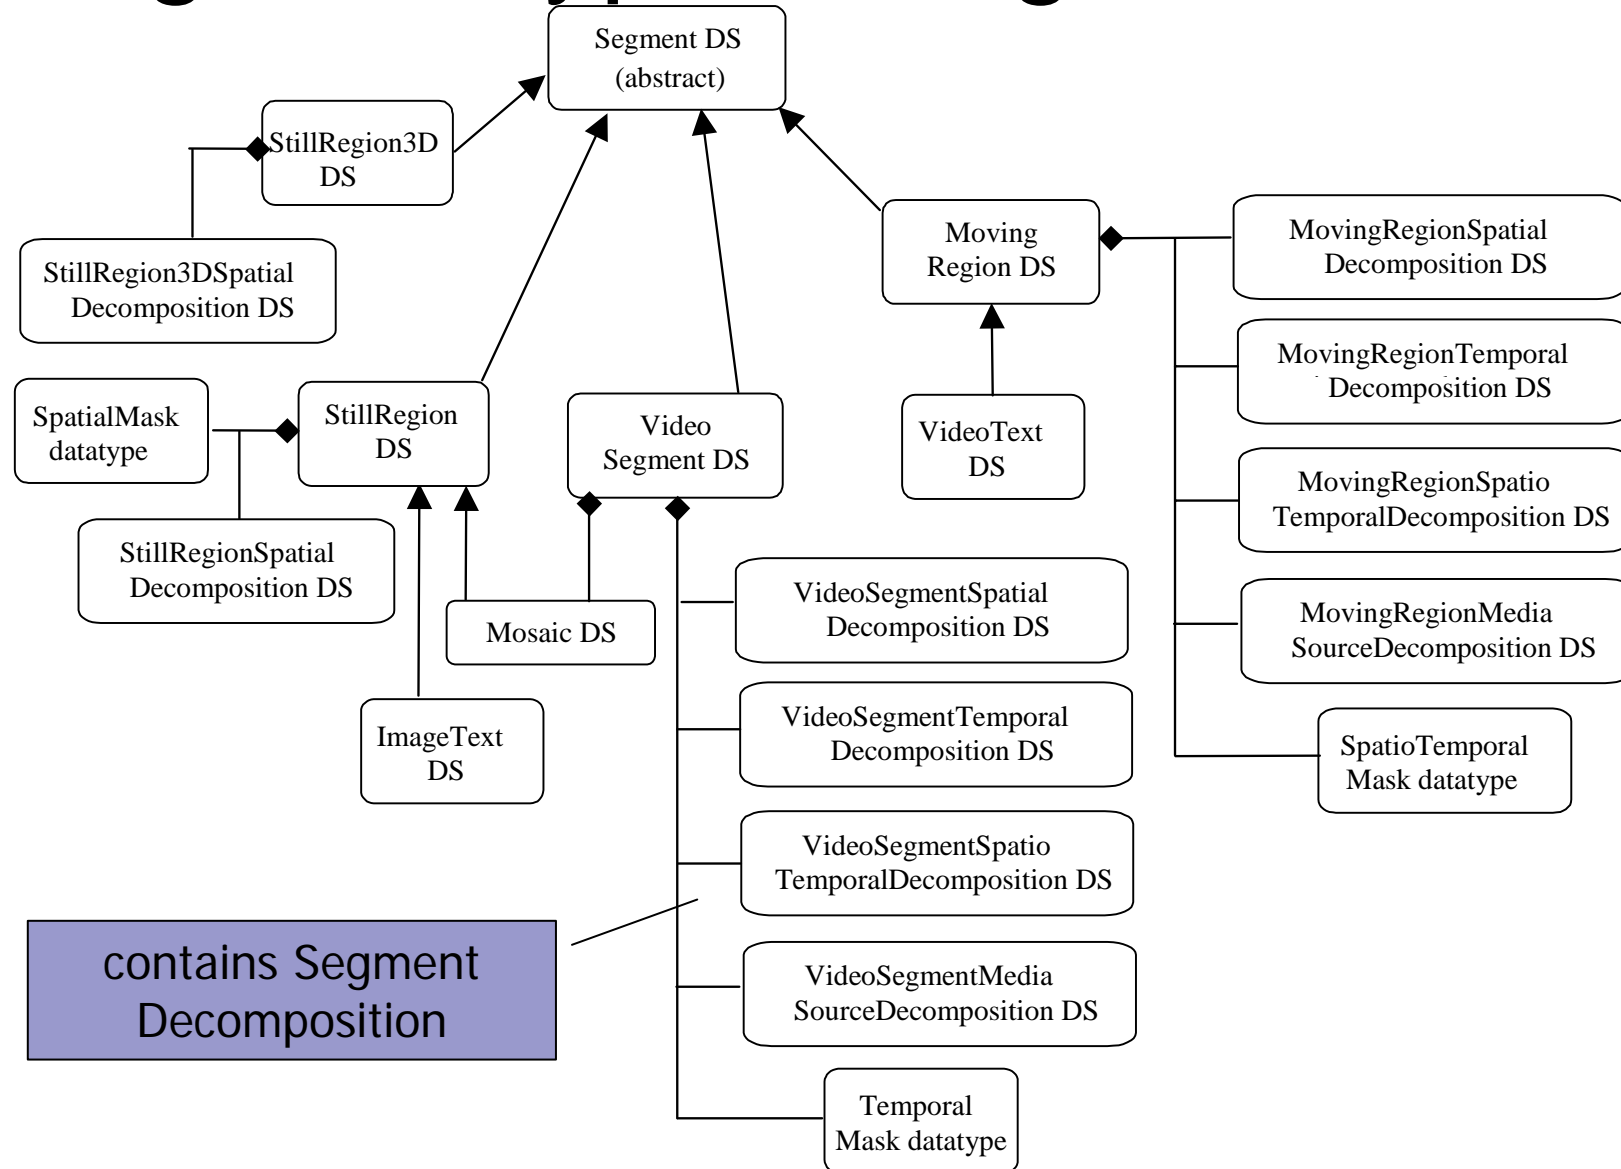 Segment DS
(abstract)
StillRegion3D
DS
StillRegion3DSpatial
Decomposition DS
Moving
Region DS
MovingRegionSpatial
Decomposition DS
MovingRegionTemporal
Decomposition DS
SpatialMask
datatype
StillRegion
DS
Video
Segment DS
VideoText
DS
MovingRegionSpatio
TemporalDecomposition DS
StillRegionSpatial
Decomposition DS
Mosaic DS
VideoSegmentSpatial
Decomposition DS
MovingRegionMedia
SourceDecomposition DS
ImageText
DS
VideoSegmentTemporal
Decomposition DS
SpatioTemporal
Mask datatype
VideoSegmentSpatio
TemporalDecomposition DS
contains Segment
Decomposition
VideoSegmentMedia
SourceDecomposition DS
Temporal
Mask datatype